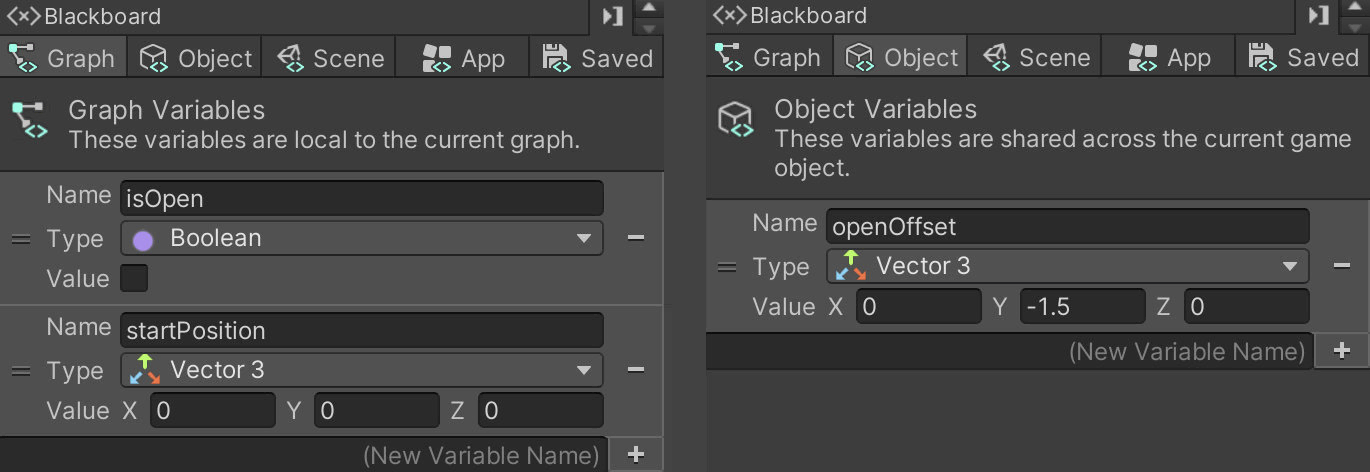 Blackboard
Graph Object Scene App Saved
Graph Variables
These variables are local to the current graph.
Name isOpen
Type Boolean
Value
Name startPosition
Type Vector 3
Value X 0 Y 0 Z 0
(New Variable Name) +
Blackboard
Graph Object Scene App Saved
Object Variables
These variables are shared across the current game
object.
Name openOffset
Type Vector 3
Value X 0 Y -1.5 Z 0
(New Variable Name) +